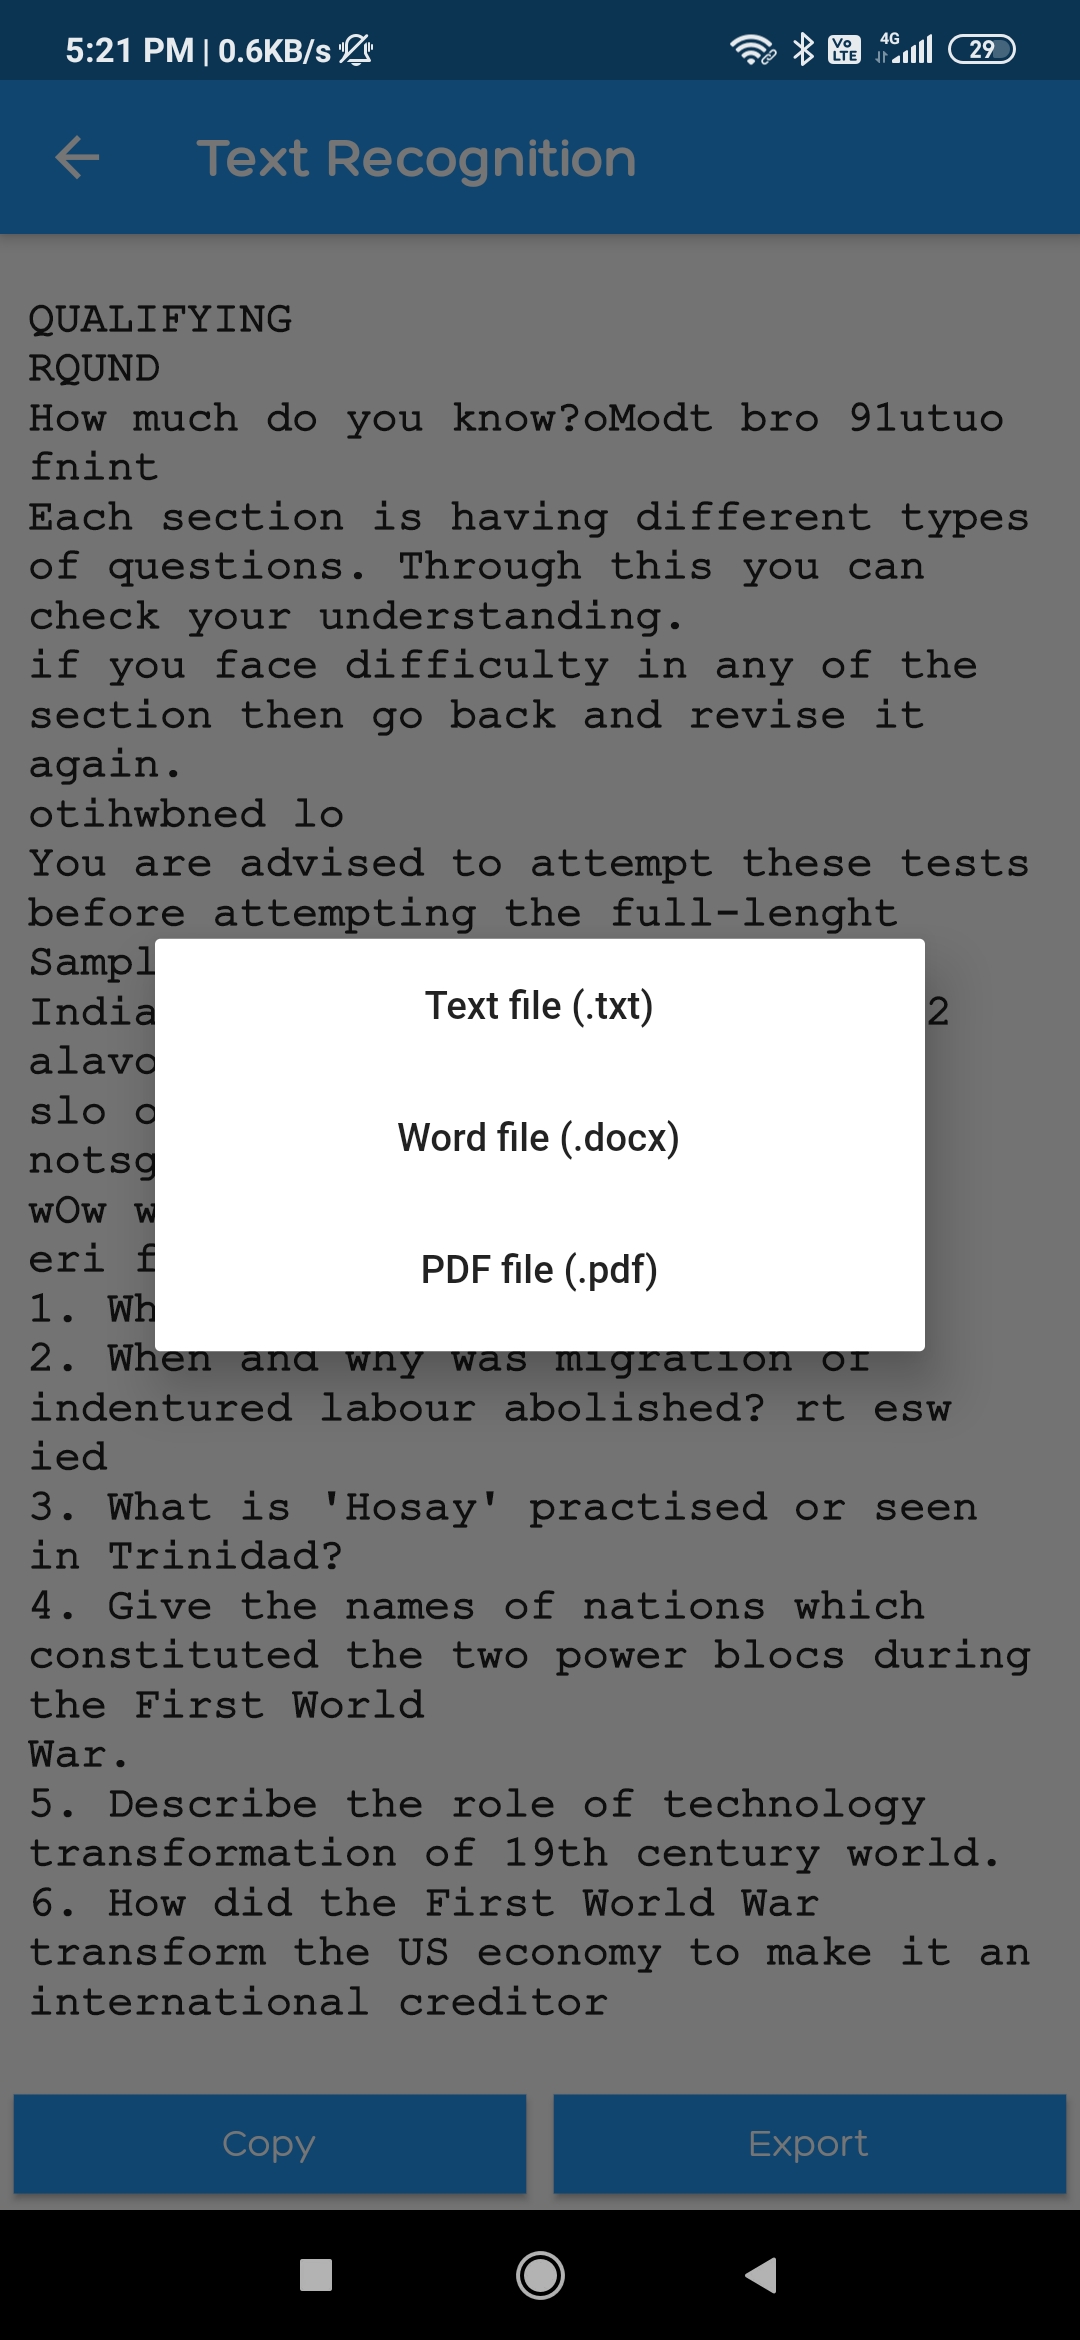 5:21 PM | 0.6KB/s
Vo LTE 4G 29
Text Recognition
QUALIFYING
RQUND
How much do you know?oModt bro 91utuo
fnint
Each section is having different types
of questions. Through this you can
check your understanding.
if you face difficulty in any of the
section then go back and revise it
again.
otihwbned lo
You are advised to attempt these tests
before attempting the full-lenght
Sampl
India 2
alavo
slo
notsg
wOw
eri
1. Wh
Text file (.txt)
Word file (.docx)
PDF file (.pdf)
2. When and why was migration of
indentured labour abolished? rt esw
ied
3. What is 'Hosay' practised or seen
in Trinidad?
4. Give the names of nations which
constituted the two power blocs during
the First World
War.
5. Describe the role of technology
transformation of 19th century world.
6. How did the First World War
transform the US economy to make it an
international creditor
Copy Export